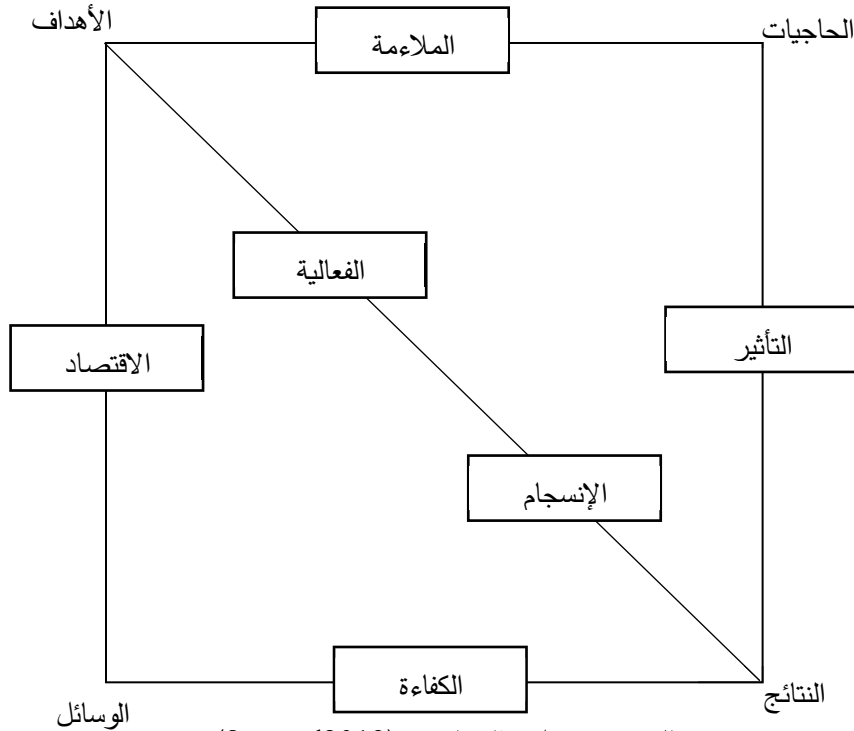 الحاجيات
الأهداف
الملاءمة
الفعالية
التأثير
الاقتصاد
الإنسجام
الكفاءة
النتائج
الوسائل